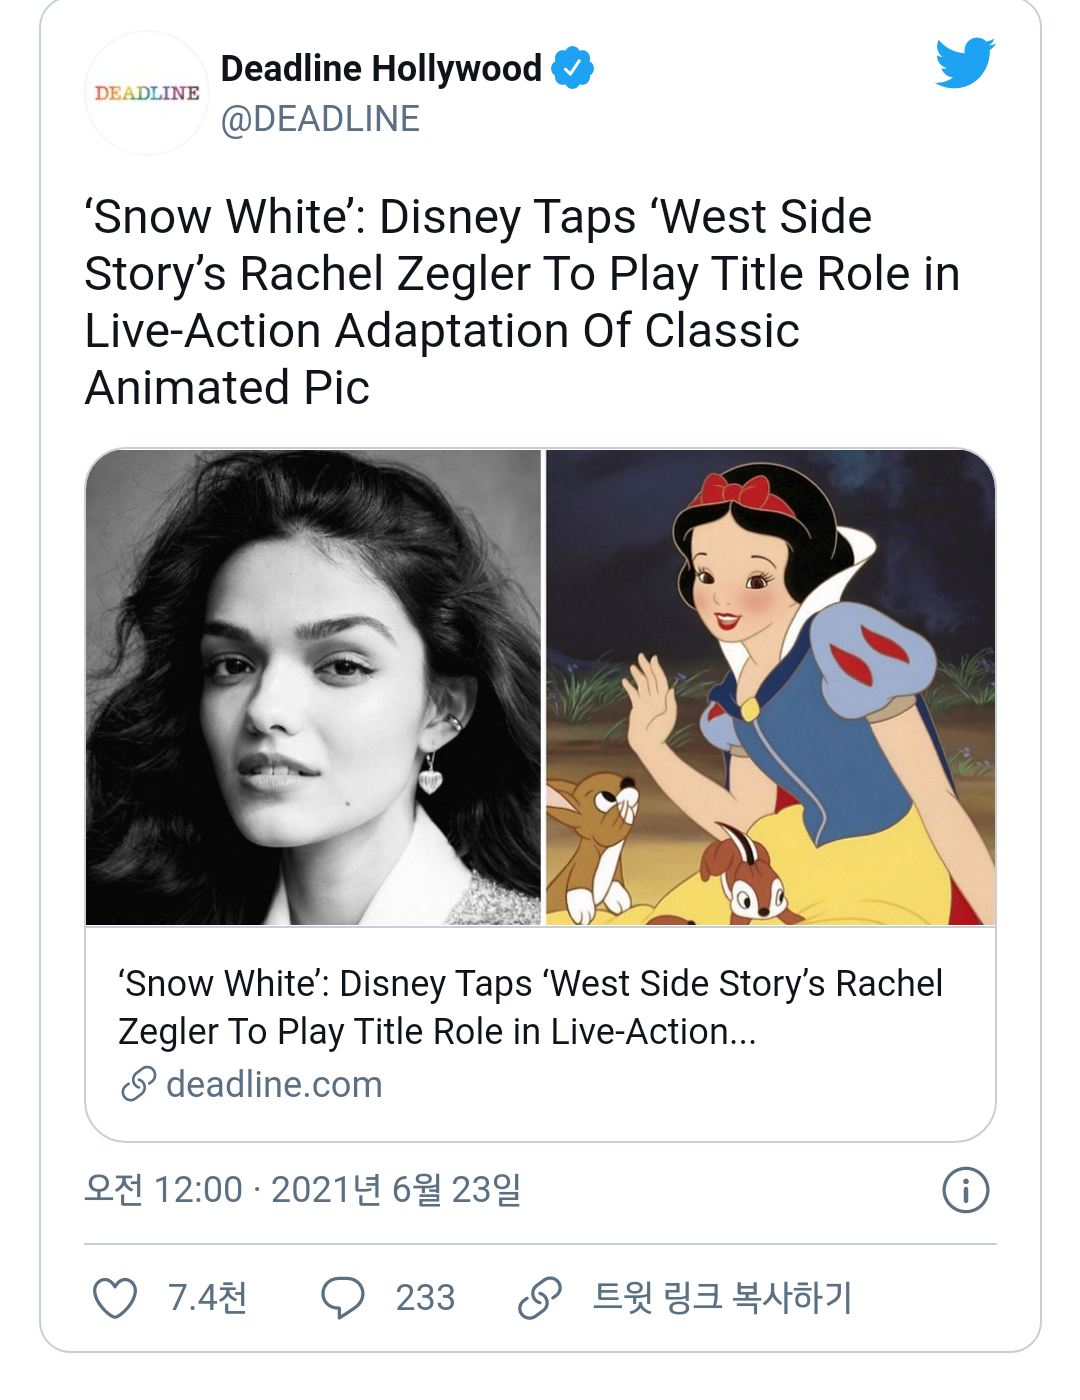 DEADLINE
Deadline Hollywood
@DEADLINE
‘Snow White’: Disney Taps ‘West Side
Story’s Rachel Zegler To Play Title Role in
Live-Action Adaptation Of Classic
Animated Pic
‘Snow White’: Disney Taps ‘West Side Story’s Rachel
Zegler To Play Title Role in Live-Action...
deadline.com
오전 12:00 · 2021년 6월 23일
7.4천 233 트윗 링크 복사하기